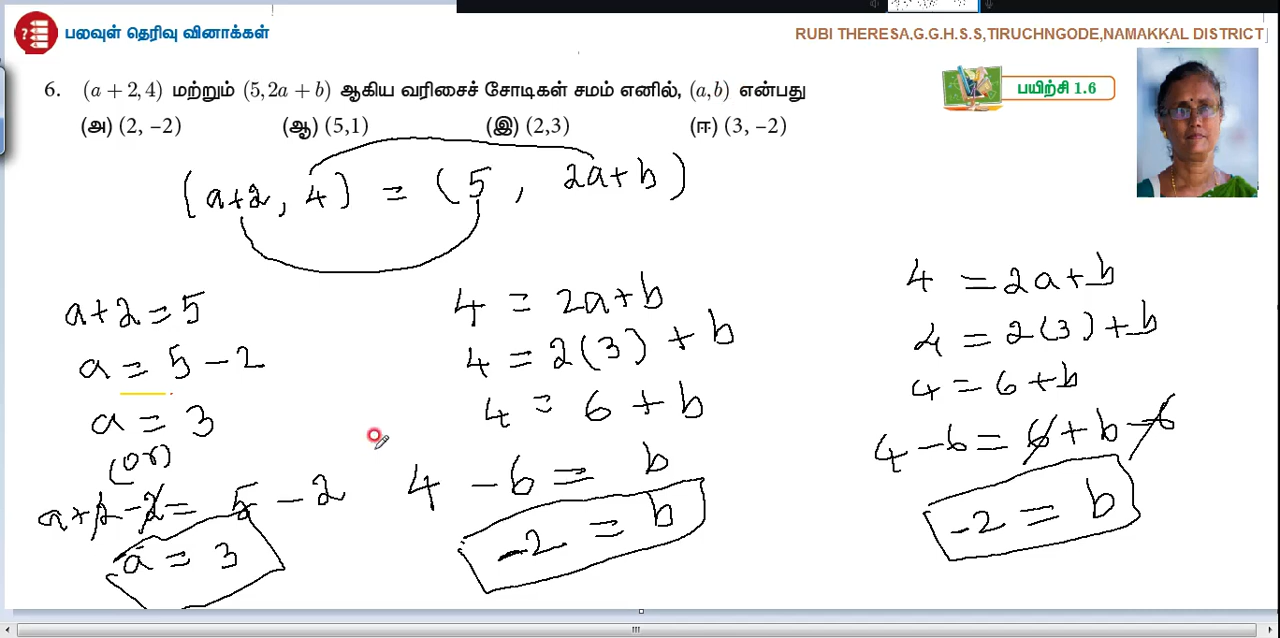 பலவுள் தெரிவு வினாக்கள்
RUBI THERESA,G.G.H.S.S,TIRUCHNGODE,NAMAKKAL DISTRICT
பயிற்சி 1.6
6. (a + 2, 4) மற்றும் (5, 2a + b) ஆகிய வரிசைச் சோடிகள் சமம் எனில், (a, b) என்பது
(அ) (2, −2) (ஆ) (5,1) (இ) (2,3) (ஈ) (3, −2)
(a+2, 4) = (5, 2a+b)
a+2=5
a = 5-2
a = 3
(or)
a+2-2= 5-2
a = 3
4 = 2a+b
4 = 2(3) + b
4 = 6 + b
4 - 6 = b
-2 = b
4 = 2a+b
4 = 2(3)+b
4 = 6+b
4-6= 6+b-6
-2 = b